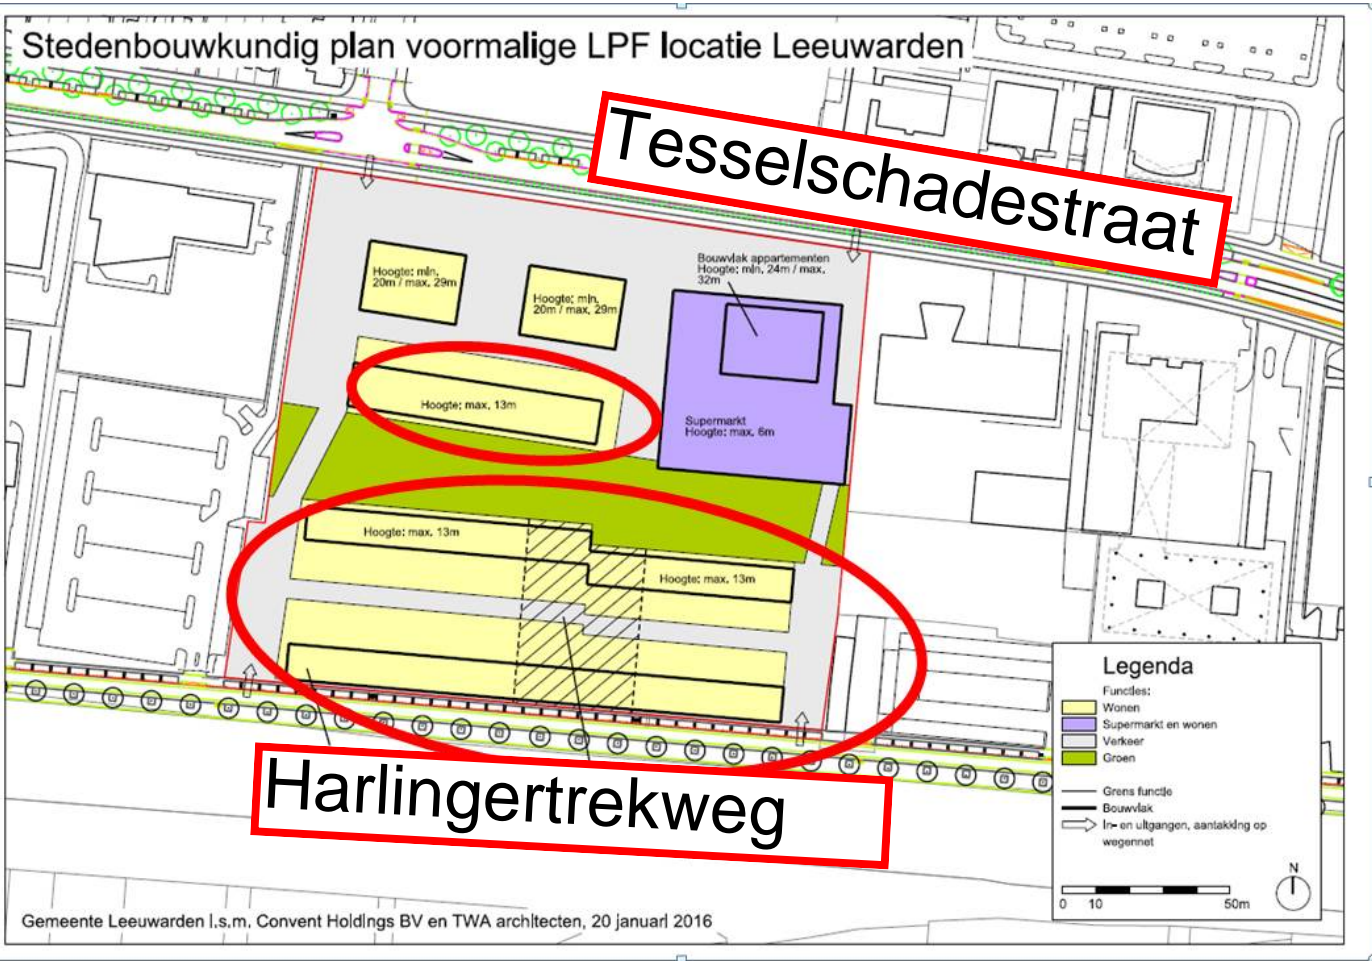 Stedenbouwkundig plan voormalige LPF locatie Leeuwarden
Tesselschadestraat
Bouwvlak appartementen
Hoogte: min. 24m / max.
32m
Hoogte: min.
20m / max. 29m
Hoogte: min.
20m / max. 29m
Hoogte: max. 13m
Supermarkt
Hoogte: max. 6m
Hoogte: max. 13m
Hoogte: max. 13m
Harlingertrekweg
Legenda
Functies:
Wonen
Supermarkt en wonen
Verkeer
Groen
Grens functie
Bouwvlak
In- en uitgangen, aantakking op
wegennet
N
0 10 50m
Gemeente Leeuwarden i.s.m. Convent Holdings BV en TWA architecten, 20 januari 2016